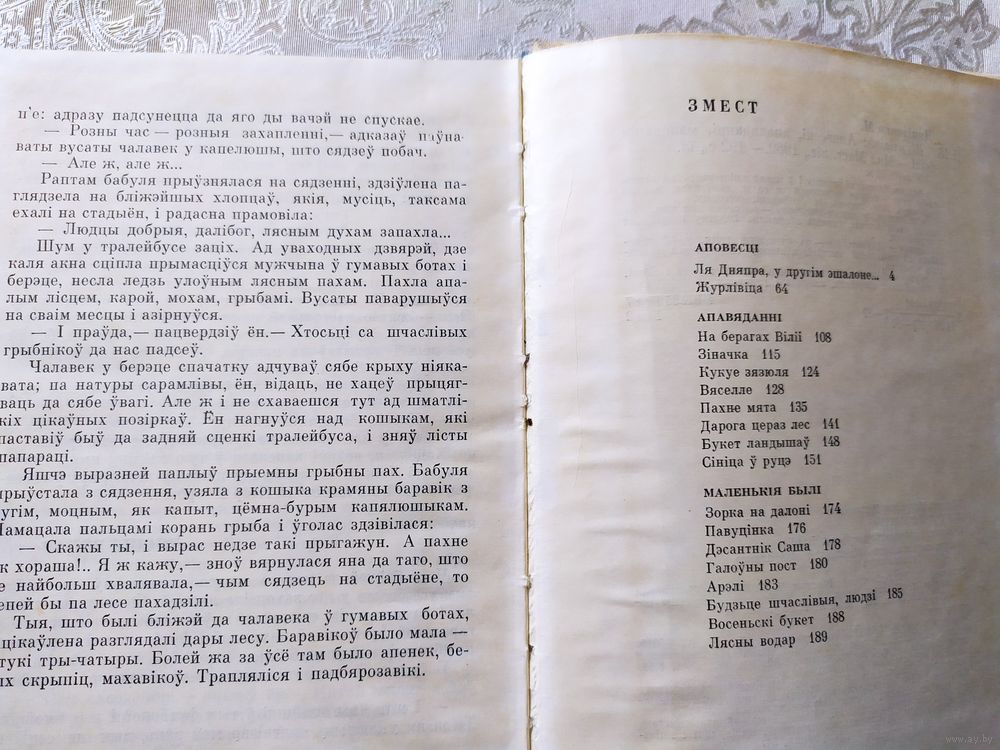 п'е: адразу падсунецца да яго ды вачэй не спускае.
— Розны час — розныя захапленні,— адказаў
ваты вусаты чалавек у капелюшы, што сядзеў побач.
— Але ж, але ж...
Раптам бабуля прыўзнялася на сядзенні, здзіўлена па-
глядзела на бліжэйшых хлопцаў, якія, мусіць, таксама
ехалі на стадыён, і радасна прамовіла:
— Людцы добрыя, далібог, лясным духам запахла...
Шум у тралейбусе заціх. Ад уваходных дзвярэй, дзе
каля акна сціпла прымасціўся мужчына ў гумавых ботах і
берэце, несла ледзь улоўным лясным пахам. Пахла апа-
лым лісцем, карой, мохам, грыбамі. Вусаты паварушыўся
на сваім месцы і азірнуўся.
— І праўда,— пацвердзіў ён.— Хтосьці са шчаслівых
грыбнікоў да нас падсеў.
Чалавек у берэце спачатку адчуваў сябе крыху ніяка-
вата; па натуры сарамлівы, ён, відаць, не хацеў прыцяг-
ваць да сябе ўвагі. Але ж і не схаваешся тут ад шматлі-
кіх цікаўных позіркаў. Ён нагнуўся над кошыкам, які
паставіў быў да задняй сценкі тралейбуса, і зняў лісты
папараці.
Яшчэ выразней паплыў прыемны грыбны пах. Бабуля
рыўстала з сядзення, узяла з кошыка крамяны баравік з
угім, моцным, як капыт, цёмна-бурым капялюшыкам.
Памацала пальцамі корань грыба і ўголас здзівілася:
— Скажы ты, і вырас недзе такі прыгажун. А пахне
к хораша!.. Я ж кажу,— зноў вярнулася яна да таго, што
е найбольш хвалявала,— чым сядзець на стадыёне, то
епей бы па лесе пахадзілі.
Тыя, што былі бліжэй да чалавека ў гумавых ботах,
цікаўлена разглядалі дары лесу. Баравікоў было мала —
тукі тры-чатыры. Болей жа за ўсё там было апенек, бе-
ых скрыпіц, махавікоў. Трапляліся і падбярозавікі.
ЗМЕСТ
АПОВЕСЦІ
Ля Дняпра, у другім эшалоне... 4
Журлівіца 64
АПАВЯДАННІ
На берагах Віліі 108
Зіначка 115
Кукуе зязюля 124
Вяселле 128
Пахне мята 135
Дарога цераз лес 141
Букет ландышаў 148
Сініца ў руцэ 151
МАЛЕНЬКІЯ БЫЛІ
Зорка на далоні 174
Павуцінка 176
Дэсантнік Саша 178
Галоўны пост 180
Арэлі 183
Будзьце шчаслівыя, людзі 185
Восеньскі букет 188
Лясны водар 189
www.ay.by